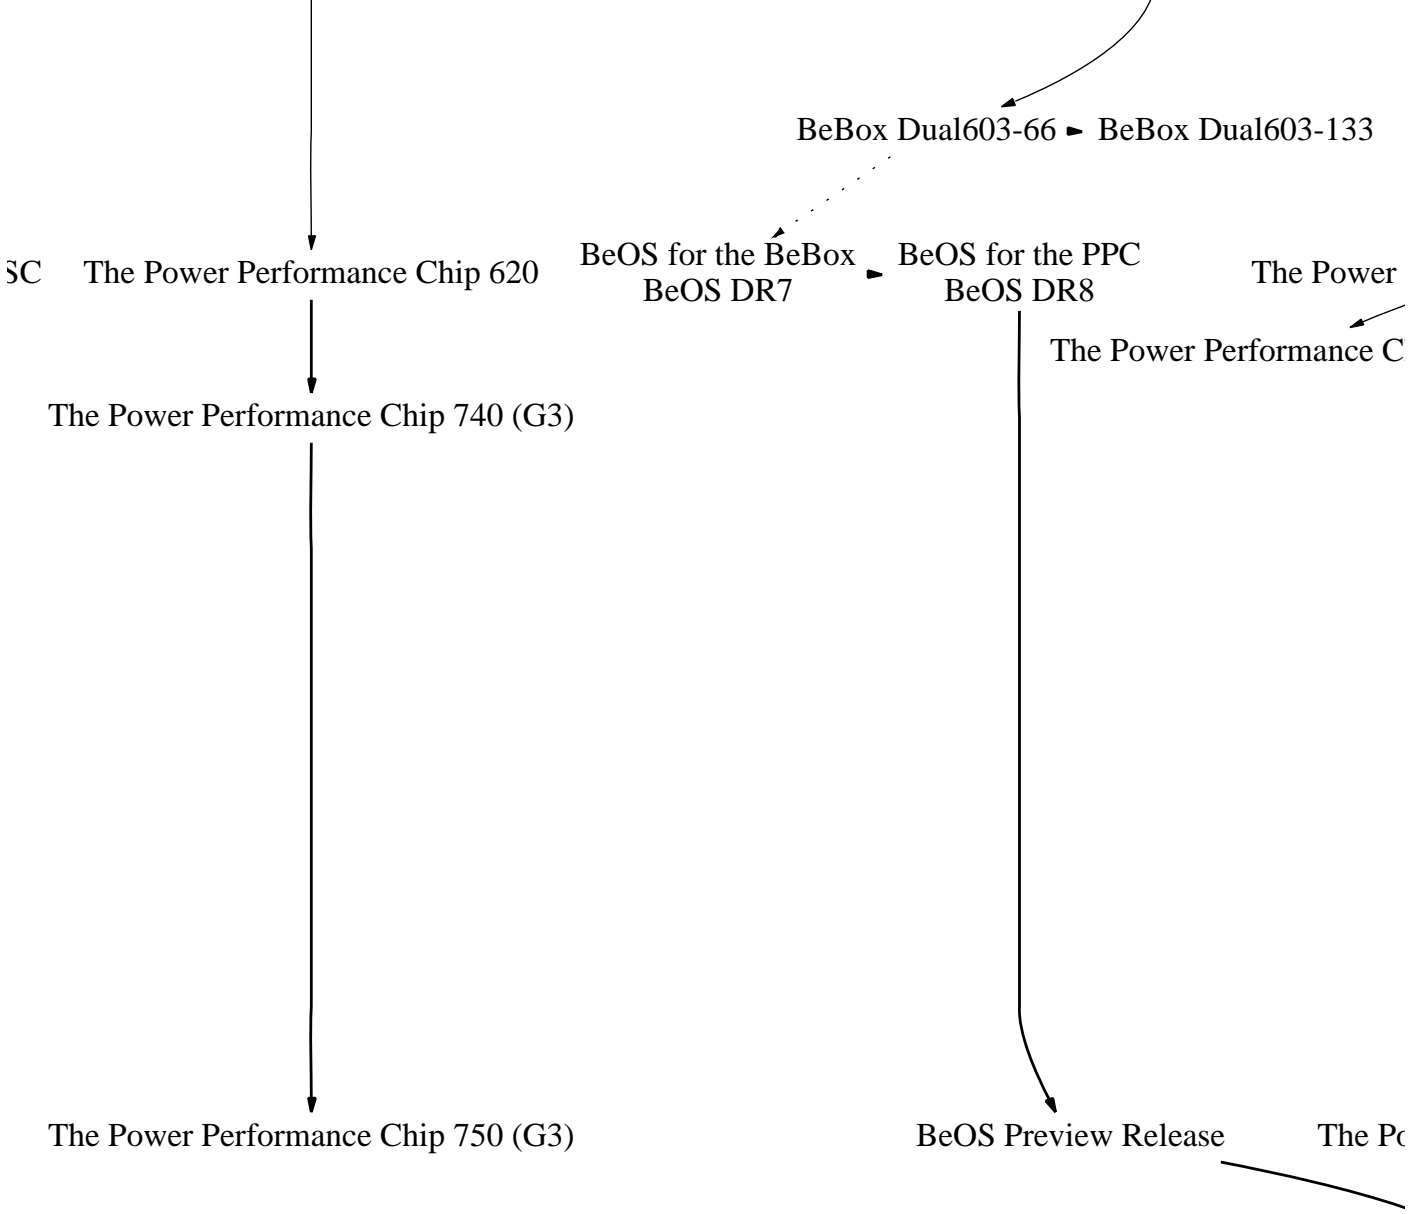 BeBox Dual603-66
BeBox Dual603-133
SC
The Power Performance Chip 620
BeOS for the BeBox
BeOS DR7
BeOS for the PPC
BeOS DR8
The Power
The Power Performance C
The Power Performance Chip 740 (G3)
The Power Performance Chip 750 (G3)
BeOS Preview Release
The Po